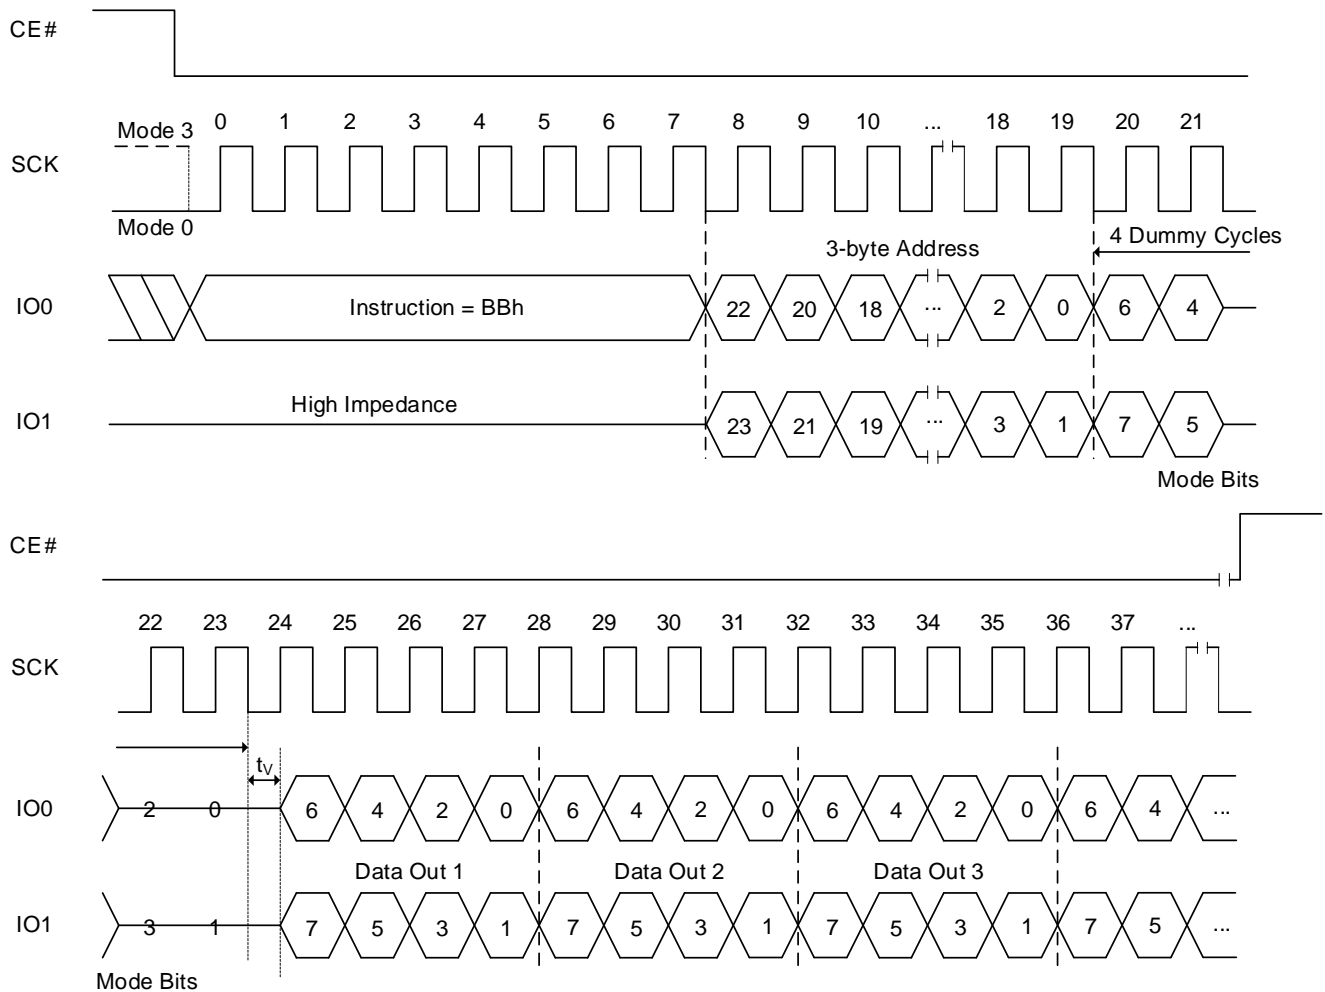 CE#
Mode 3 0 1 2 3 4 5 6 7 8 9 10 ... 18 19 20 21
SCK
Mode 0
3-byte Address 4 Dummy Cycles
IO0 Instruction = BBh 22 20 18 ... 2 0 6 4
High Impedance
IO1 23 21 19 ... 3 1 7 5
Mode Bits
CE#
22 23 24 25 26 27 28 29 30 31 32 33 34 35 36 37 ...
SCK
tV
IO0 2 0 6 4 2 0 6 4 2 0 6 4 2 0 6 4 ...
Data Out 1 Data Out 2 Data Out 3
IO1 3 1 7 5 3 1 7 5 3 1 7 5 3 1 7 5 ...
Mode Bits